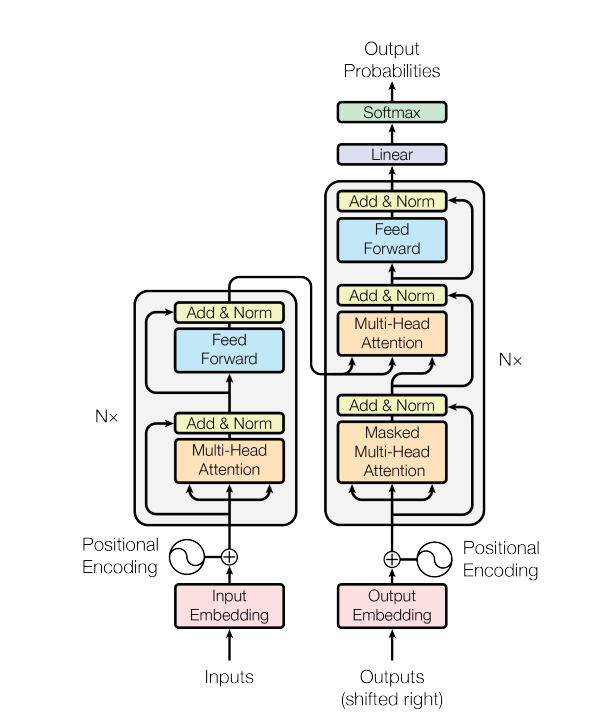 Output
Probabilities
Softmax
Linear
Add & Norm
Feed
Forward
Add & Norm
Multi-Head
Attention
Add & Norm
Masked
Multi-Head
Attention
Nx
Add & Norm
Feed
Forward
Add & Norm
Multi-Head
Attention
Nx
Positional
Encoding
Positional
Encoding
Input
Embedding
Output
Embedding
Inputs
Outputs
(shifted right)